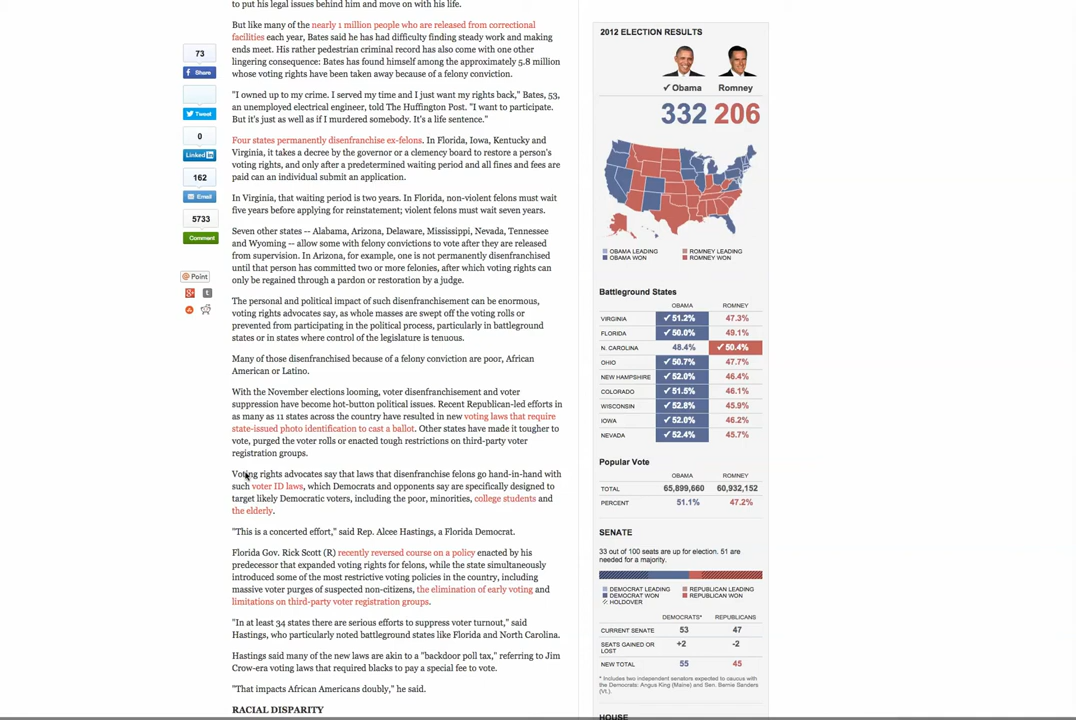 to put his legal issues behind him and move on with his life.
But like many of the nearly 1 million people who are released from correctional
facilities each year, Bates said he has had difficulty finding steady work and making
ends meet. His rather pedestrian criminal record has also come with one other
lingering consequence: Bates has found himself among the approximately 5.8 million
whose voting rights have been taken away because of a felony conviction.
"I owned up to my crime. I served my time and I just want my rights back," Bates, 53,
an unemployed electrical engineer, told The Huffington Post. "I want to participate.
But it's just as well as if I murdered somebody. It's a life sentence."
Four states permanently disenfranchise ex-felons. In Florida, Iowa, Kentucky and
Virginia, it takes a decree by the governor or a clemency board to restore a person's
voting rights, and only after a predetermined waiting period and all fines and fees are
paid can an individual submit an application.
In Virginia, that waiting period is two years. In Florida, non-violent felons must wait
five years before applying for reinstatement; violent felons must wait seven years.
Seven other states -- Alabama, Arizona, Delaware, Mississippi, Nevada, Tennessee
and Wyoming -- allow some with felony convictions to vote after they are released
from supervision. In Arizona, for example, one is not permanently disenfranchised
until that person has committed two or more felonies, after which voting rights can
only be regained through a pardon or restoration by a judge.
The personal and political impact of such disenfranchisement can be enormous,
voting rights advocates say, as whole masses are swept off the voting rolls or
prevented from participating in the political process, particularly in battleground
states or in states where control of the legislature is tenuous.
Many of those disenfranchised because of a felony conviction are poor, African
American or Latino.
With the November elections looming, voter disenfranchisement and voter
suppression have become hot-button political issues. Recent Republican-led efforts in
as many as 11 states across the country have resulted in new voting laws that require
state-issued photo identification to cast a ballot. Other states have made it tougher to
vote, purged the voter rolls or enacted tough restrictions on third-party voter
registration groups.
Voting rights advocates say that laws that disenfranchise felons go hand-in-hand with
such voter ID laws, which Democrats and opponents say are specifically designed to
target likely Democratic voters, including the poor, minorities, college students and
the elderly.
"This is a concerted effort," said Rep. Alcee Hastings, a Florida Democrat.
Florida Gov. Rick Scott (R) recently reversed course on a policy enacted by his
predecessor that expanded voting rights for felons, while the state simultaneously
introduced some of the most restrictive voting policies in the country, including
massive voter purges of suspected non-citizens, the elimination of early voting and
limitations on third-party voter registration groups.
"In at least 34 states there are serious efforts to suppress voter turnout," said
Hastings, who particularly noted battleground states like Florida and North Carolina.
Hastings said many of the new laws are akin to a "backdoor poll tax," referring to Jim
Crow-era voting laws that required blacks to pay a special fee to vote.
"That impacts African Americans doubly," he said.
RACIAL DISPARITY
73
f Share
Tweet
0
Linked in
162
Email
5733
Comment
Point
2012 ELECTION RESULTS
✓ Obama Romney
332 206
OBAMA LEADING ROMNEY LEADING
OBAMA WON ROMNEY WON
Battleground States
OBAMA ROMNEY
VIRGINIA ✓ 51.2% 47.3%
FLORIDA ✓ 50.0% 49.1%
N. CAROLINA 48.4% ✓ 50.4%
OHIO ✓ 50.7% 47.7%
NEW HAMPSHIRE ✓ 52.0% 46.4%
COLORADO ✓ 51.5% 46.1%
WISCONSIN ✓ 52.8% 45.9%
IOWA ✓ 52.0% 46.2%
NEVADA ✓ 52.4% 45.7%
Popular Vote
OBAMA ROMNEY
TOTAL 65,899,660 60,932,152
PERCENT 51.1% 47.2%
SENATE
33 out of 100 seats are up for election. 51 are
needed for a majority.
DEMOCRAT LEADING REPUBLICAN LEADING
DEMOCRAT WON REPUBLICAN WON
HOLDOVER
DEMOCRATS* REPUBLICANS
CURRENT SENATE 53 47
SEATS GAINED OR
LOST +2 -2
NEW TOTAL 55 45
* Includes two independent senators expected to caucus with
the Democrats: Angus King (Maine) and Sen. Bernie Sanders
(Vt.).
HOUSE